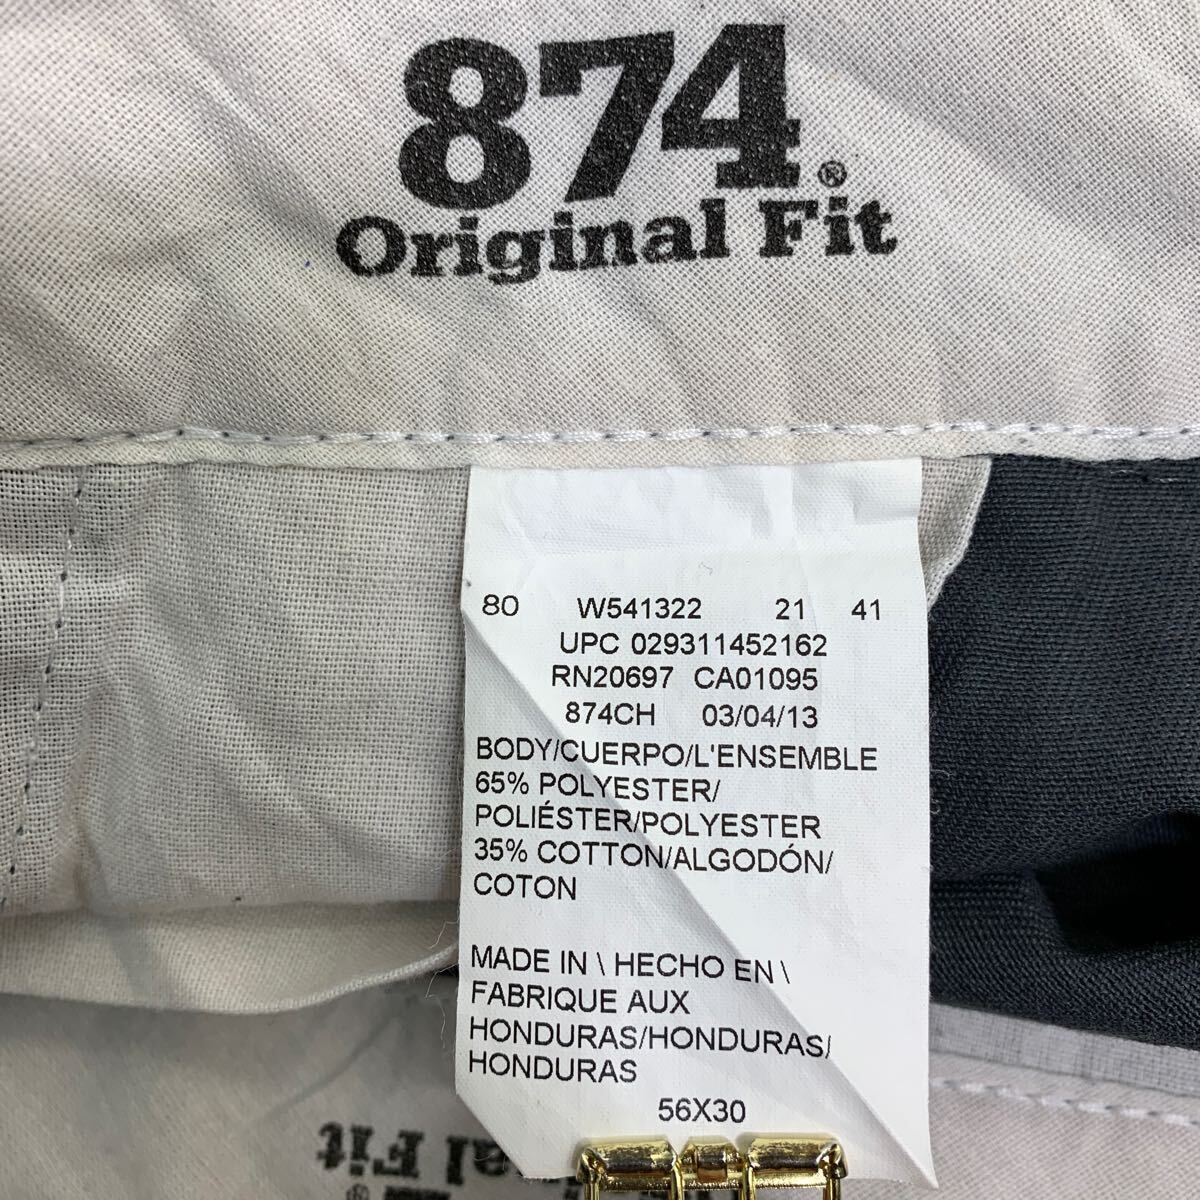 874®
Original Fit
80 W541322 21 41
UPC 029311452162
RN20697 CA01095
874CH 03/04/13
BODY/CUERPO/L'ENSEMBLE
65% POLYESTER/
POLIÉSTER/POLYESTER
35% COTTON/ALGODÓN/
COTON
MADE IN \ HECHO EN \
FABRIQUE AUX
HONDURAS/HONDURAS/
HONDURAS
56X30
Fit
®